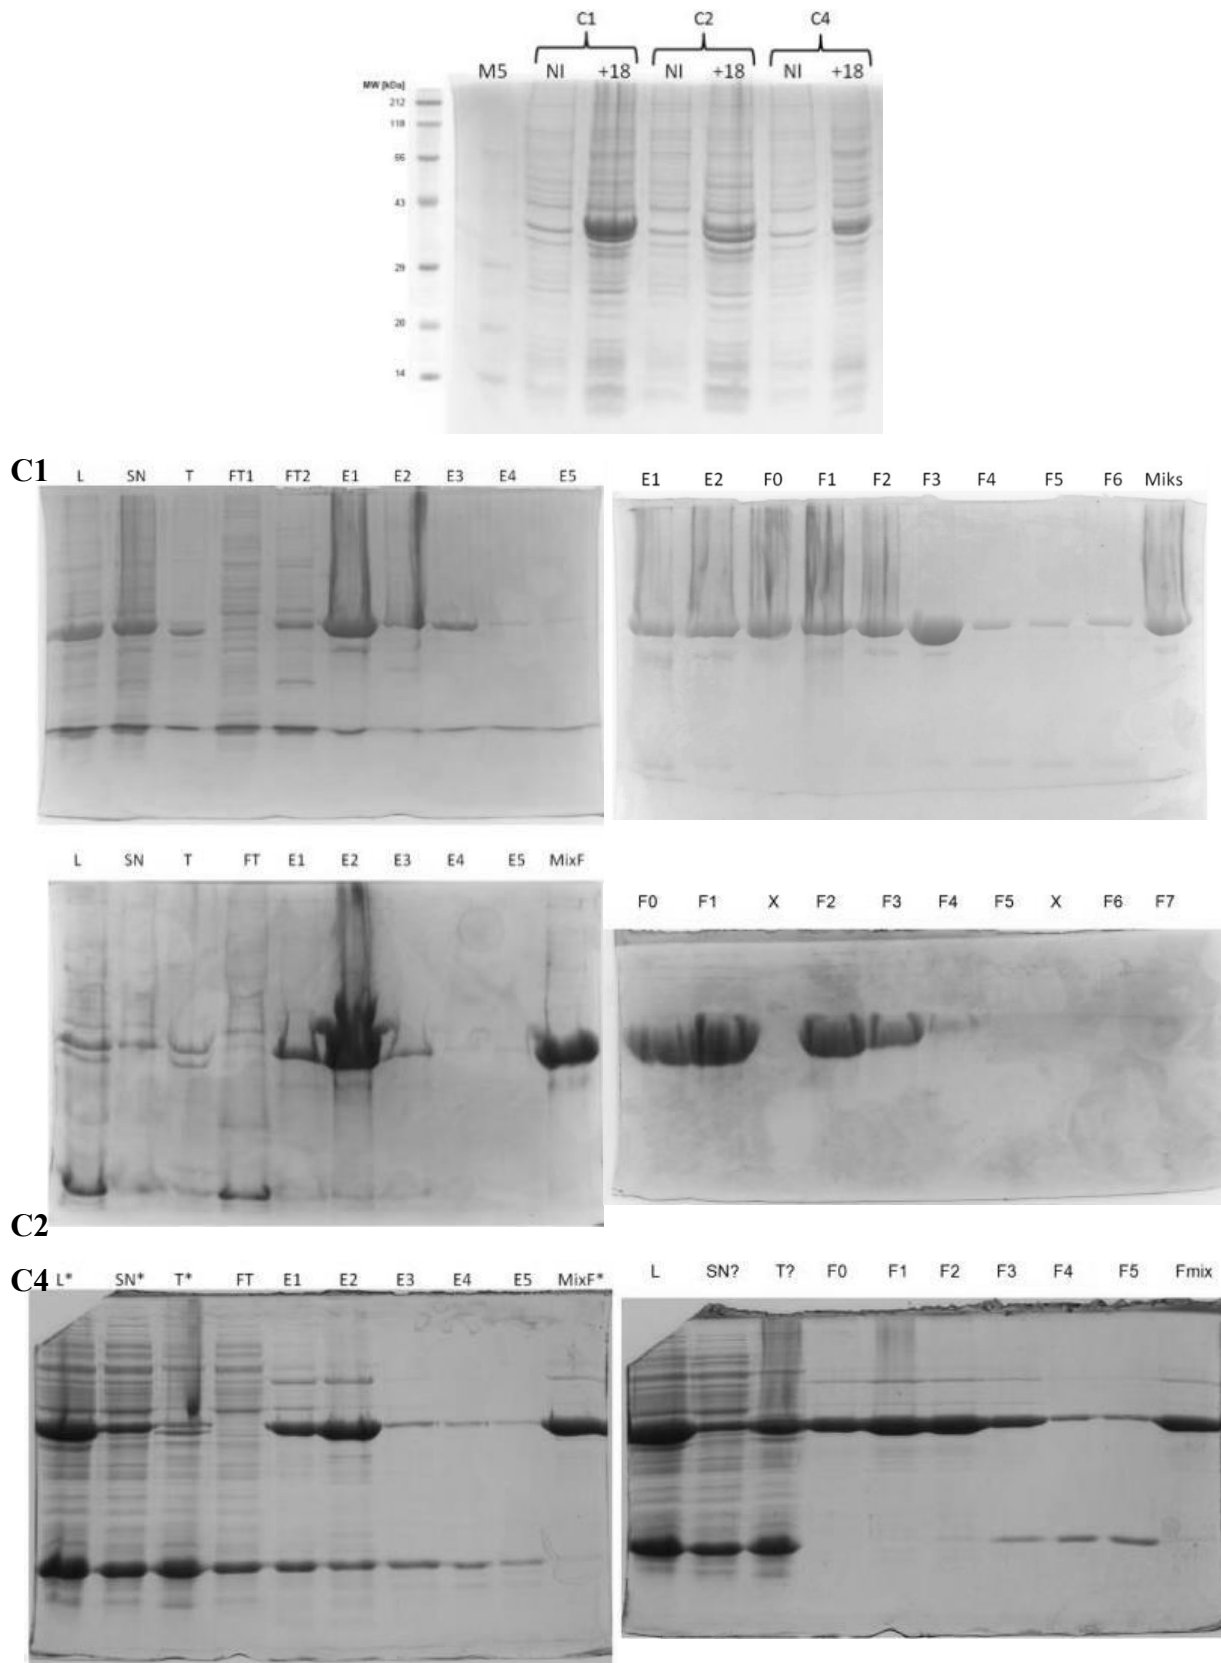 C1 C2 C4
M5 NI +18 NI +18 NI +18
MW [kDa]
212
118
66
43
29
20
14
C1
L SN T FT1 FT2 E1 E2 E3 E4 E5
E1 E2 F0 F1 F2 F3 F4 F5 F6 Miks
L SN T FT E1 E2 E3 E4 E5 MixF
F0 F1 X F2 F3 F4 F5 X F6 F7
C2
C4
L* SN* T* FT E1 E2 E3 E4 E5 MixF*
L SN? T? F0 F1 F2 F3 F4 F5 Fmix